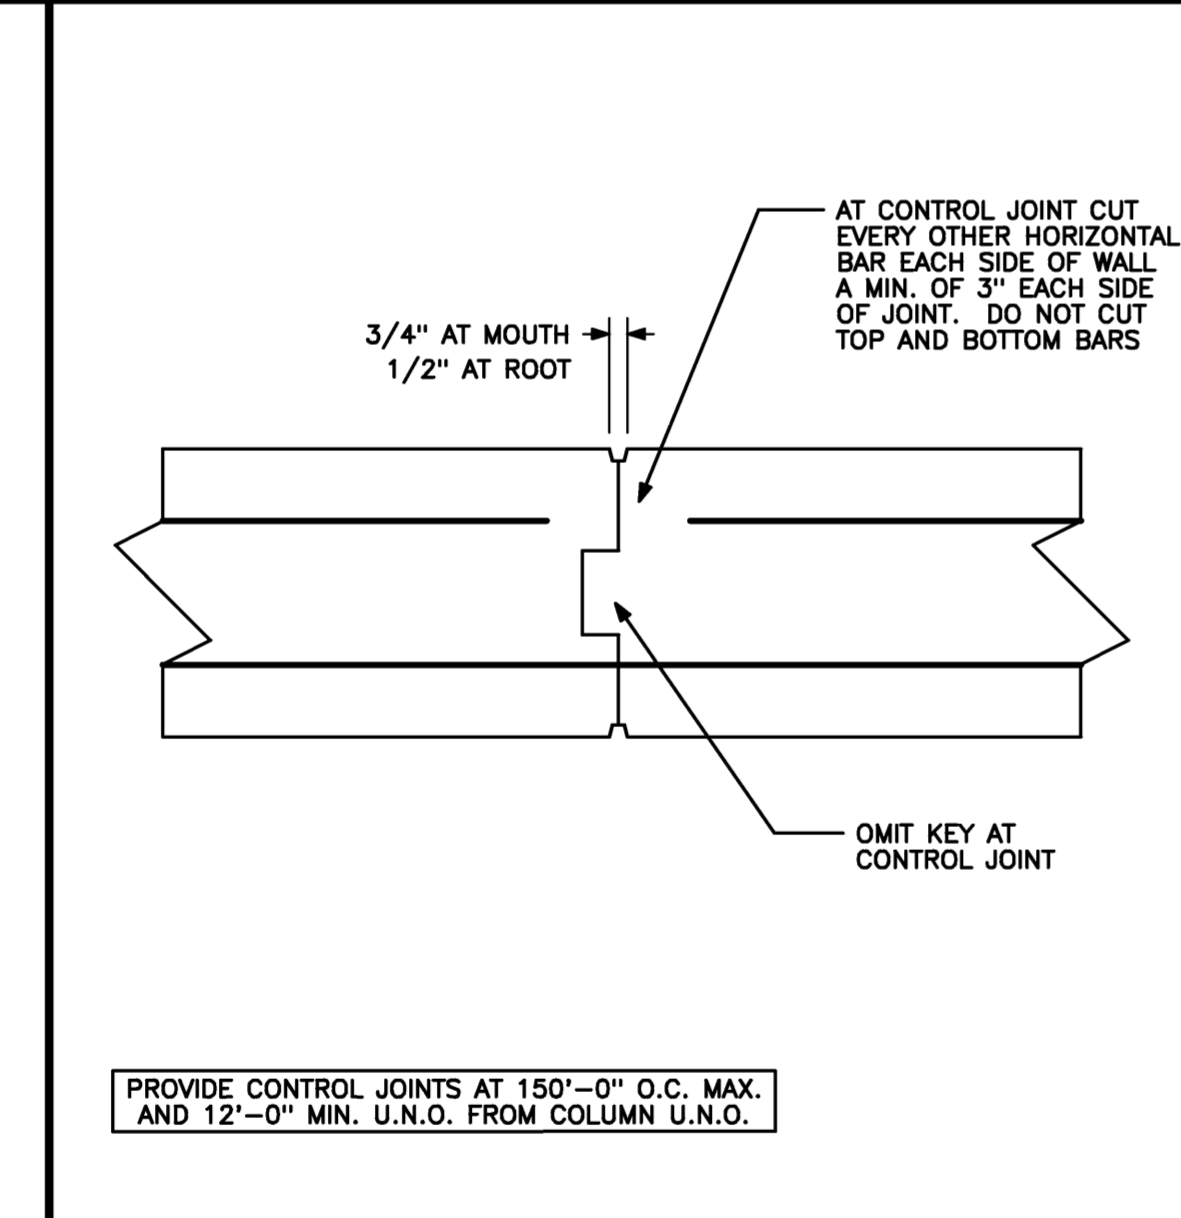 AT CONTROL JOINT CUT
EVERY OTHER HORIZONTAL
BAR EACH SIDE OF WALL
A MIN. OF 3" EACH SIDE
OF JOINT.  DO NOT CUT
TOP AND BOTTOM BARS
3/4" AT MOUTH
1/2" AT ROOT
OMIT KEY AT
CONTROL JOINT
PROVIDE CONTROL JOINTS AT 150'-0" O.C. MAX.
AND 12'-0" MIN. U.N.O. FROM COLUMN U.N.O.